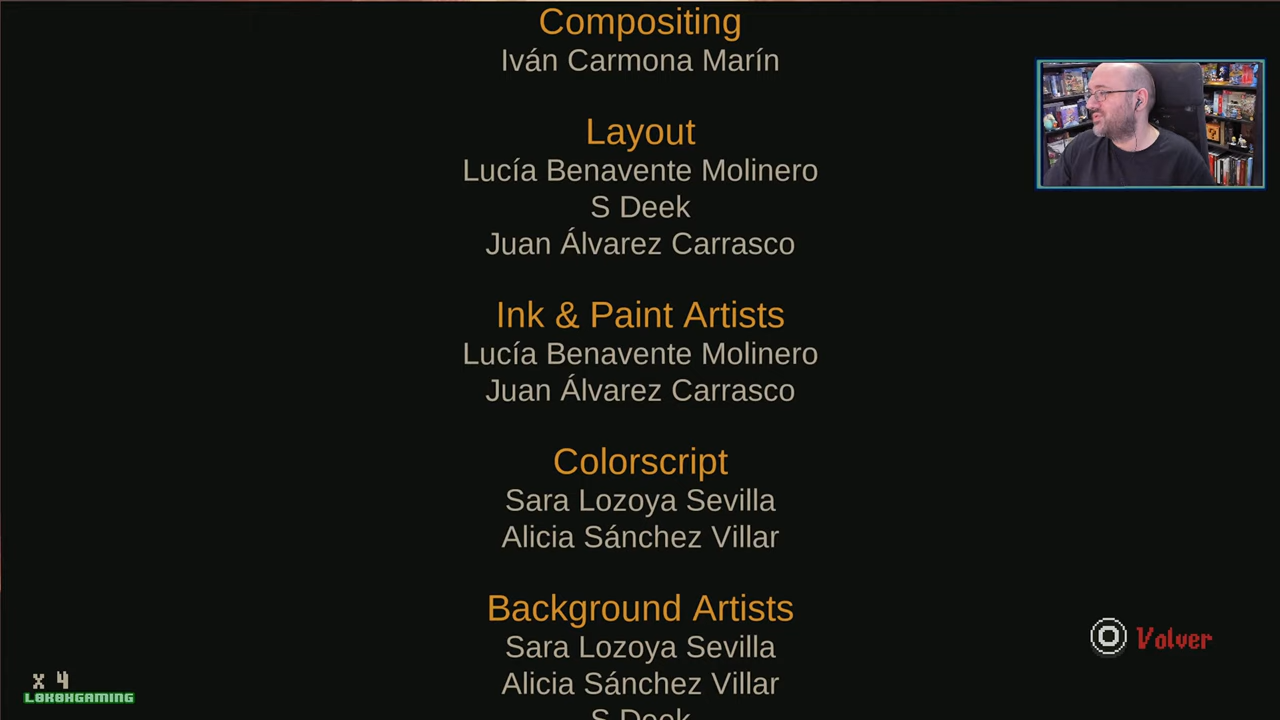 Compositing
Iván Carmona Marín
Layout
Lucía Benavente Molinero
S Deek
Juan Álvarez Carrasco
Ink & Paint Artists
Lucía Benavente Molinero
Juan Álvarez Carrasco
Colorscript
Sara Lozoya Sevilla
Alicia Sánchez Villar
Background Artists
Sara Lozoya Sevilla
Alicia Sánchez Villar
S Deek
Volver
x 4
L0K0XGAMING